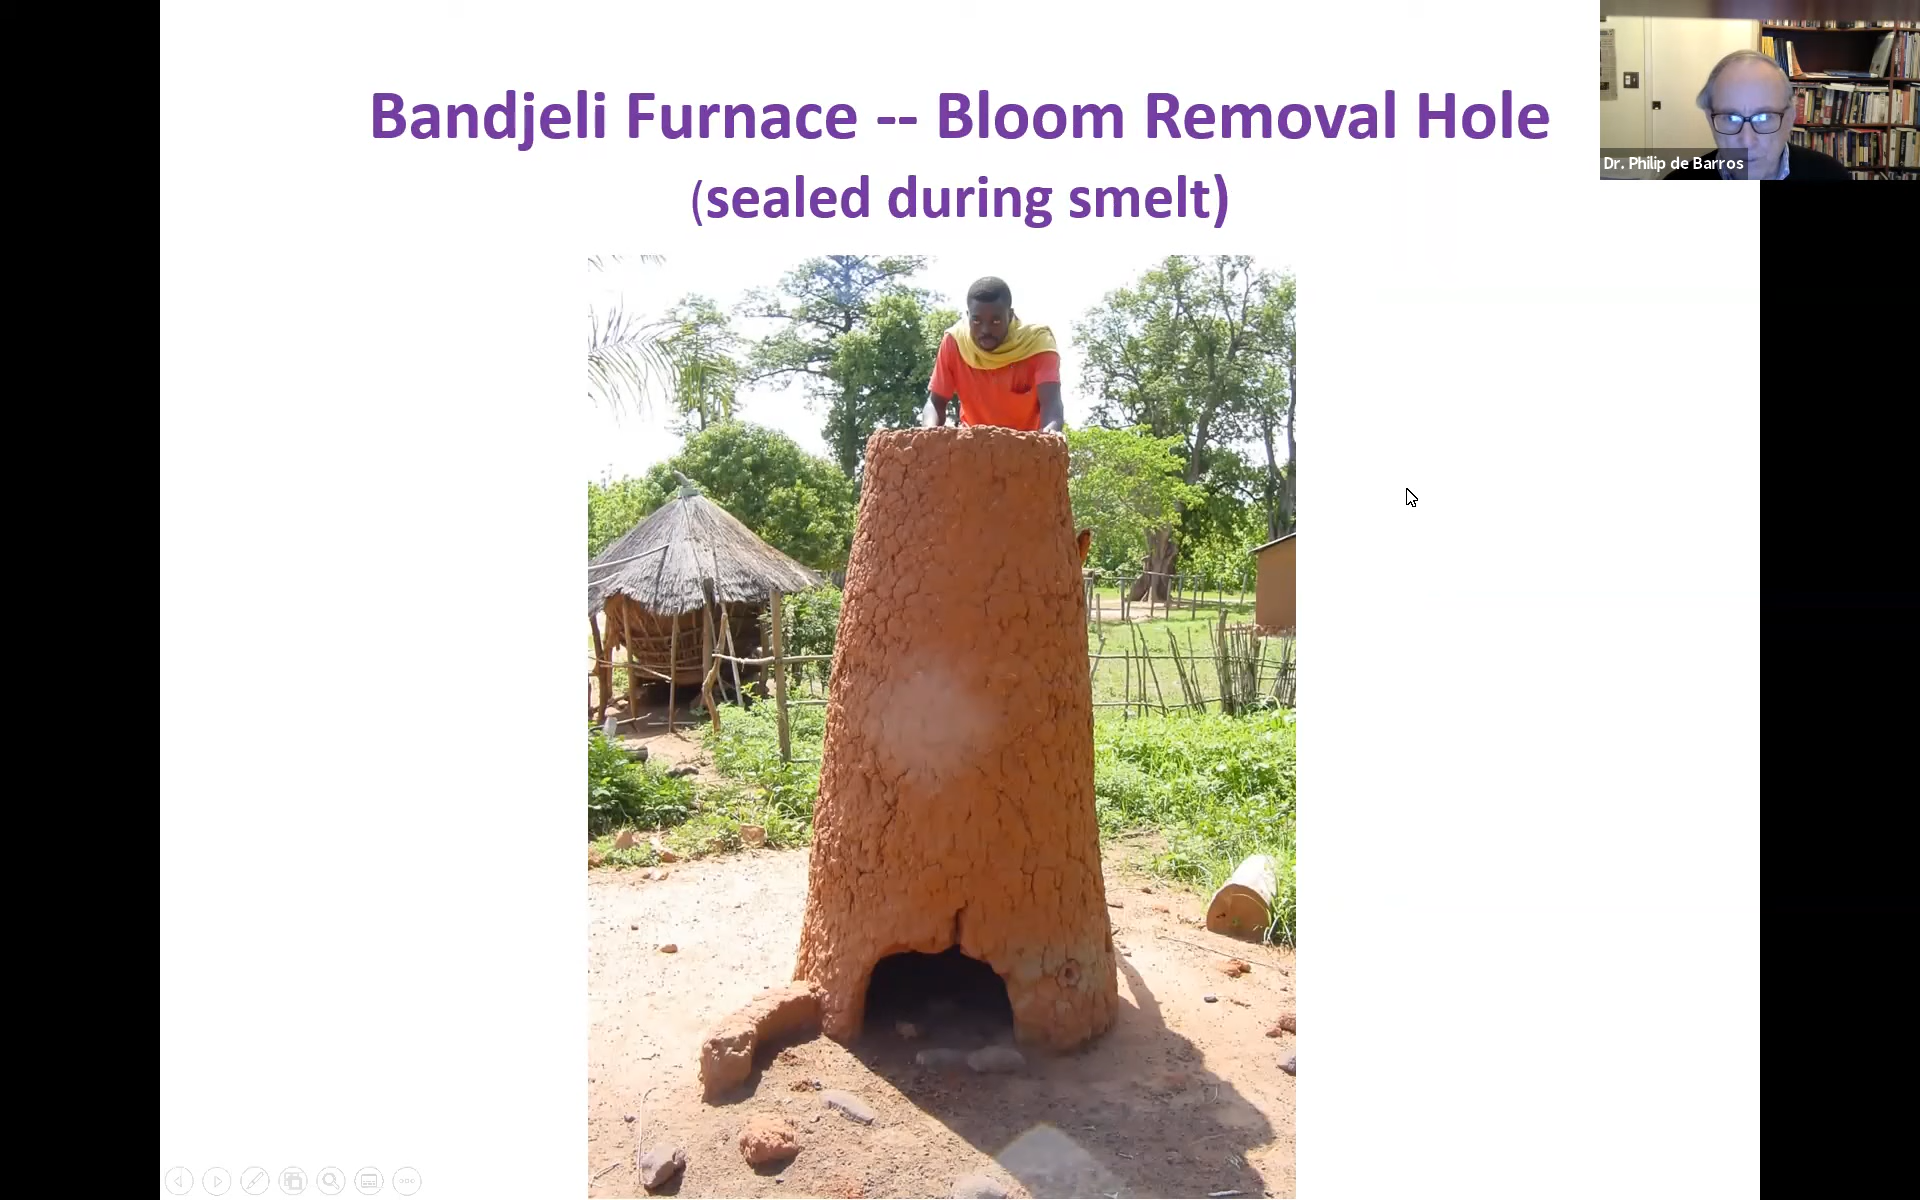 Bandjeli Furnace -- Bloom Removal Hole
(sealed during smelt)
Dr. Philip de Barros